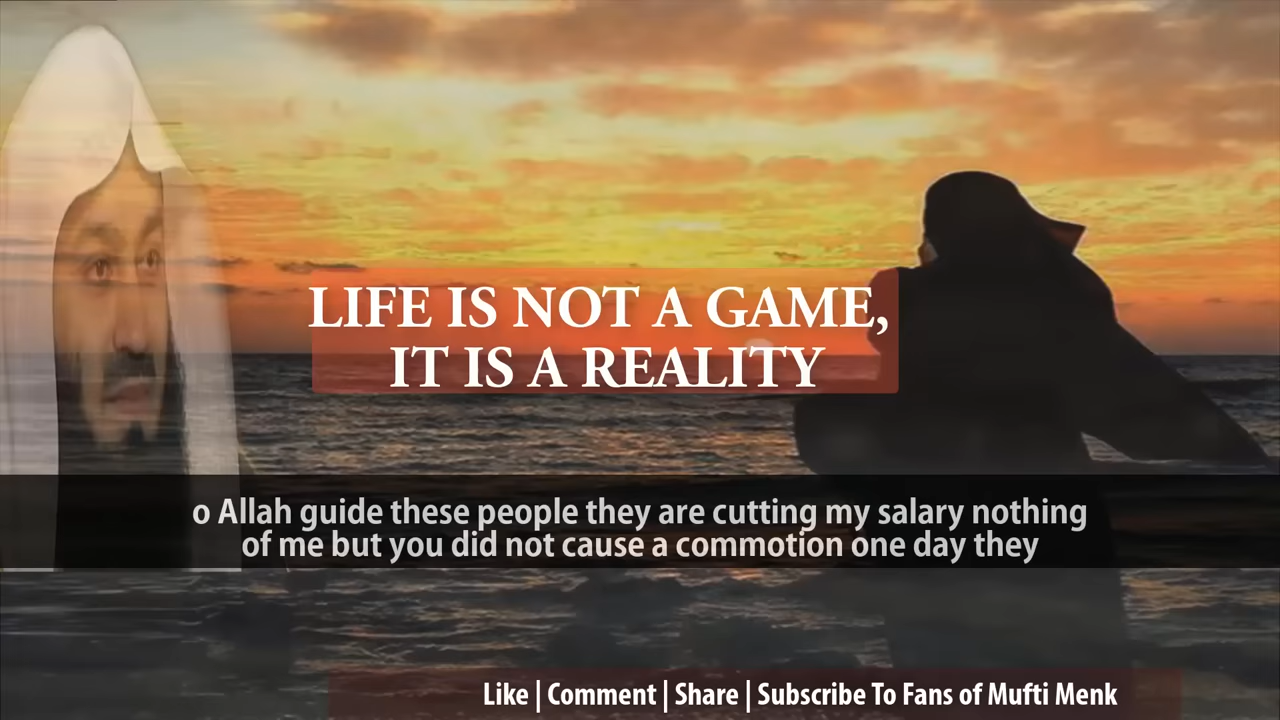 LIFE IS NOT A GAME,
IT IS A REALITY
o Allah guide these people they are cutting my salary nothing
of me but you did not cause a commotion one day they
Like | Comment | Share | Subscribe To Fans of Mufti Menk